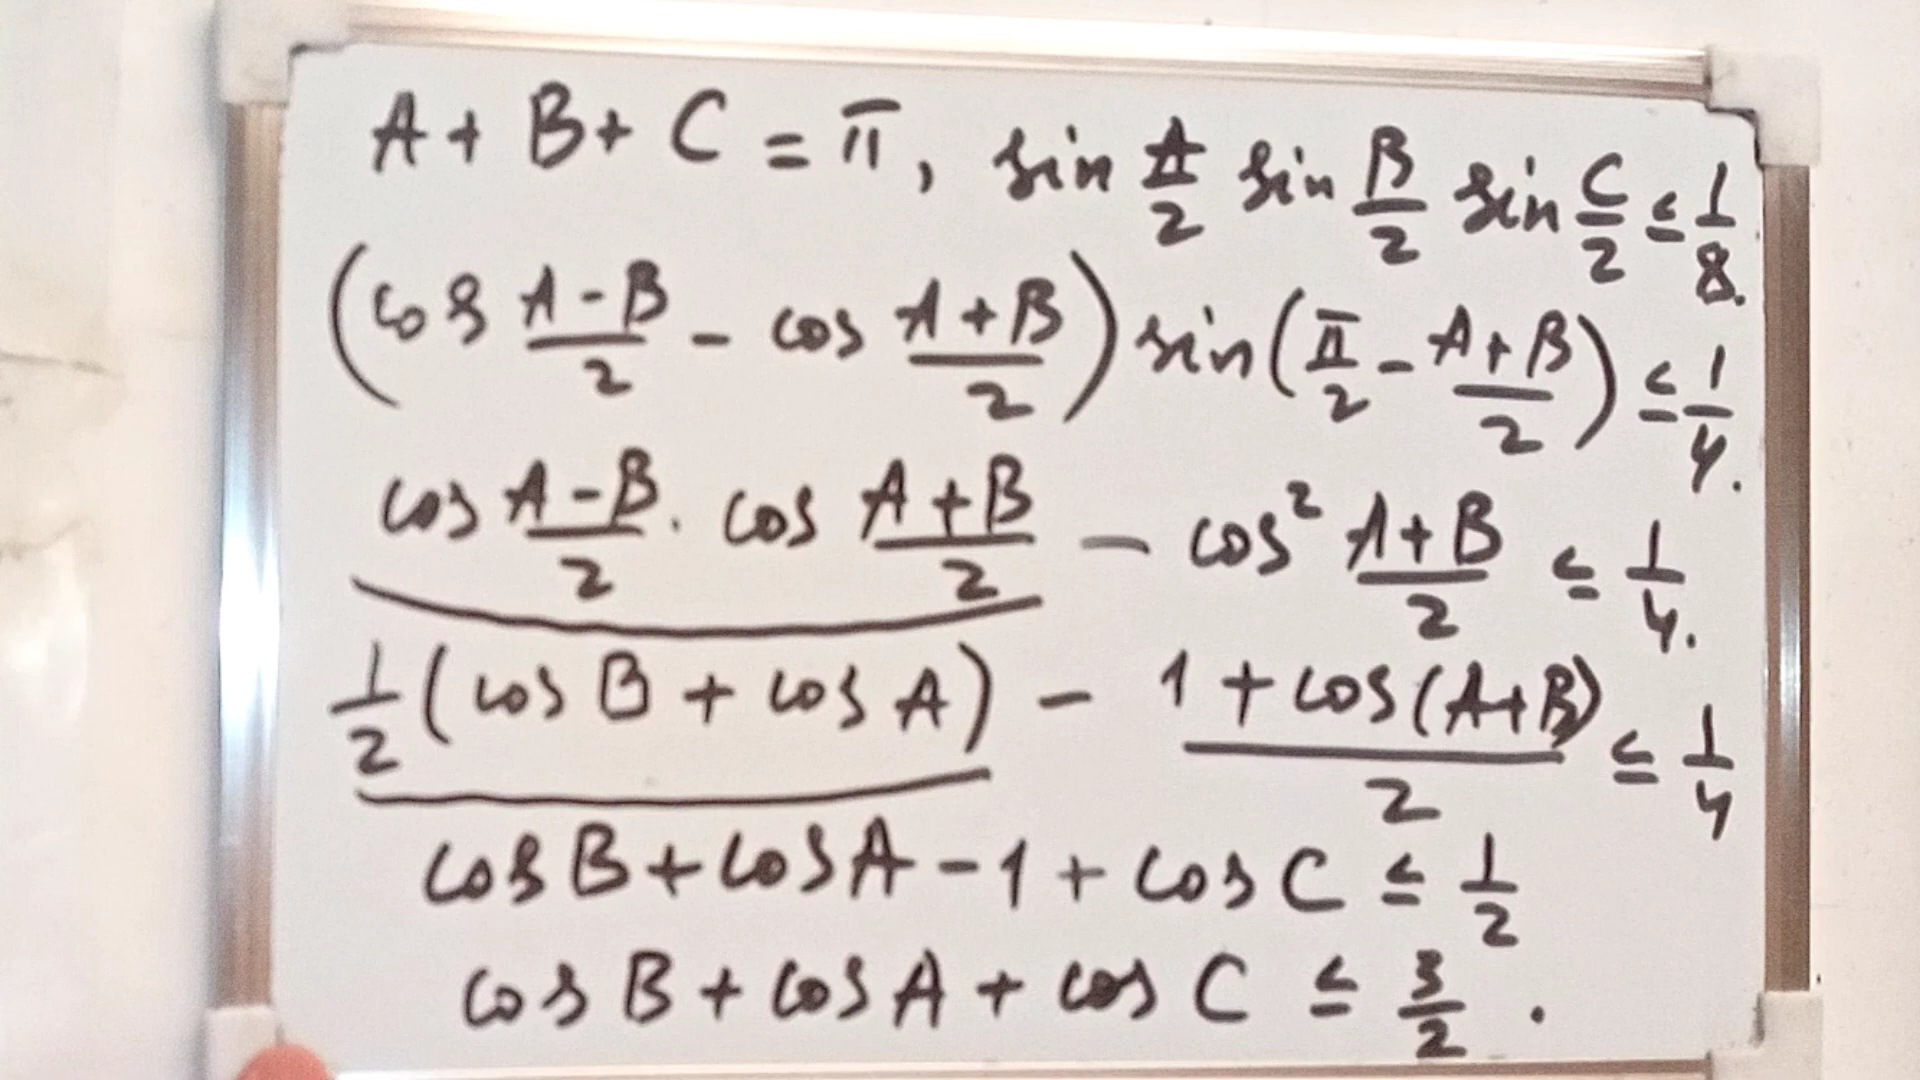 A + B + C = π, sin A/2 sin B/2 sin C/2 ≤ 1/8.
(cos (A-B)/2 - cos (A+B)/2) sin(π/2 - (A+B)/2) ≤ 1/4.
cos (A-B)/2 . cos (A+B)/2 - cos² (A+B)/2 ≤ 1/4.
1/2 (cos B + cos A) - (1 + cos(A+B))/2 ≤ 1/4
cos B + cos A - 1 + cos C ≤ 1/2
cos B + cos A + cos C ≤ 3/2 .